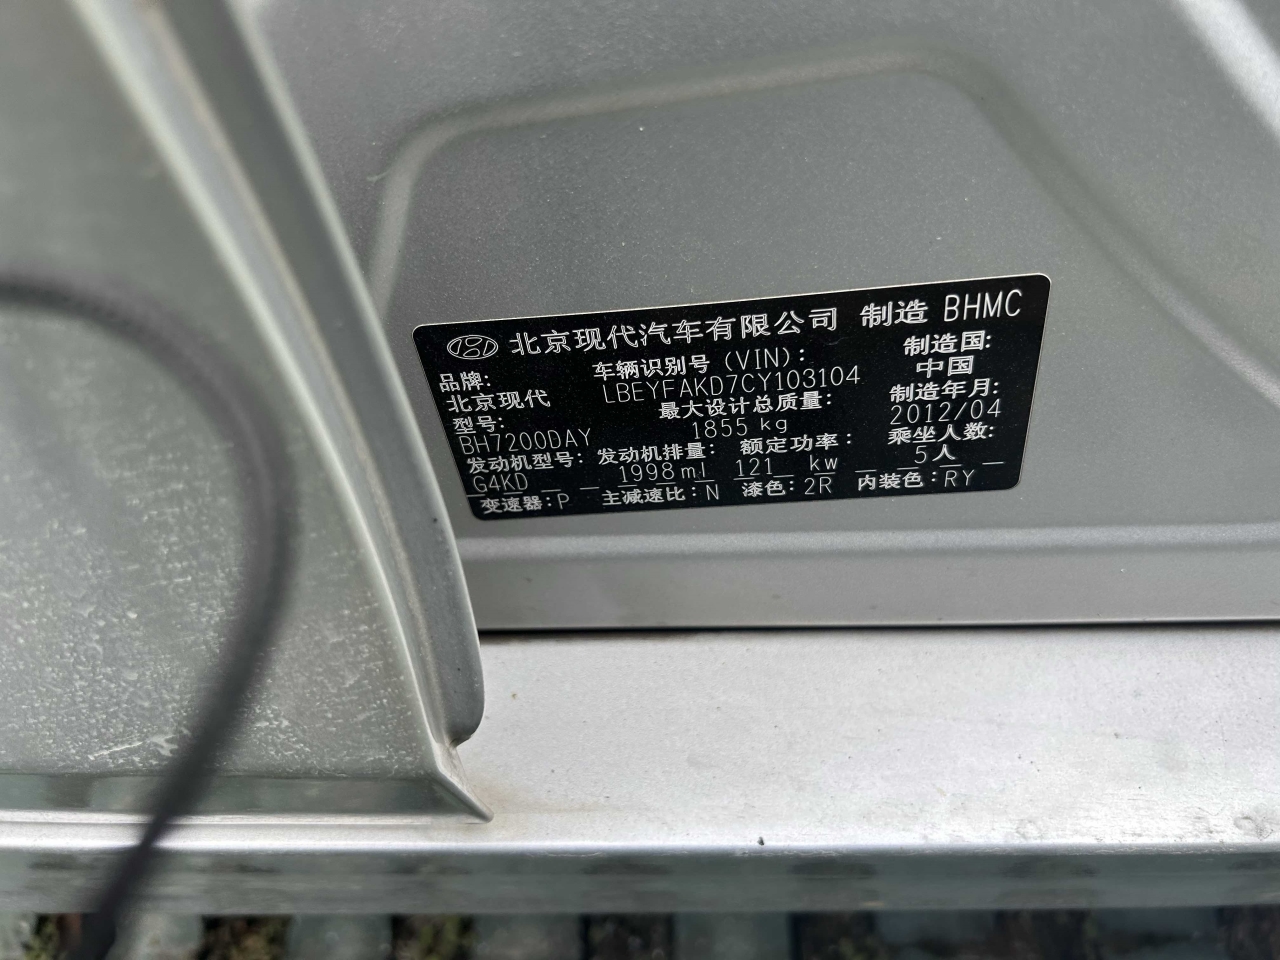 北京现代汽车有限公司 制造 BHMC
品牌: 车辆识别号 (VIN): 制造国:
北京现代 LBEYFAKD7CY103104 中国
型号: 最大设计总质量: 制造年月:
BH7200DAY 1855 kg 2012/04
发动机型号: 发动机排量: 额定功率: 乘坐人数:
G4KD 1998 ml 121 kw 5人
变速器: P 主减速比: N 漆色: 2R 内装色: RY